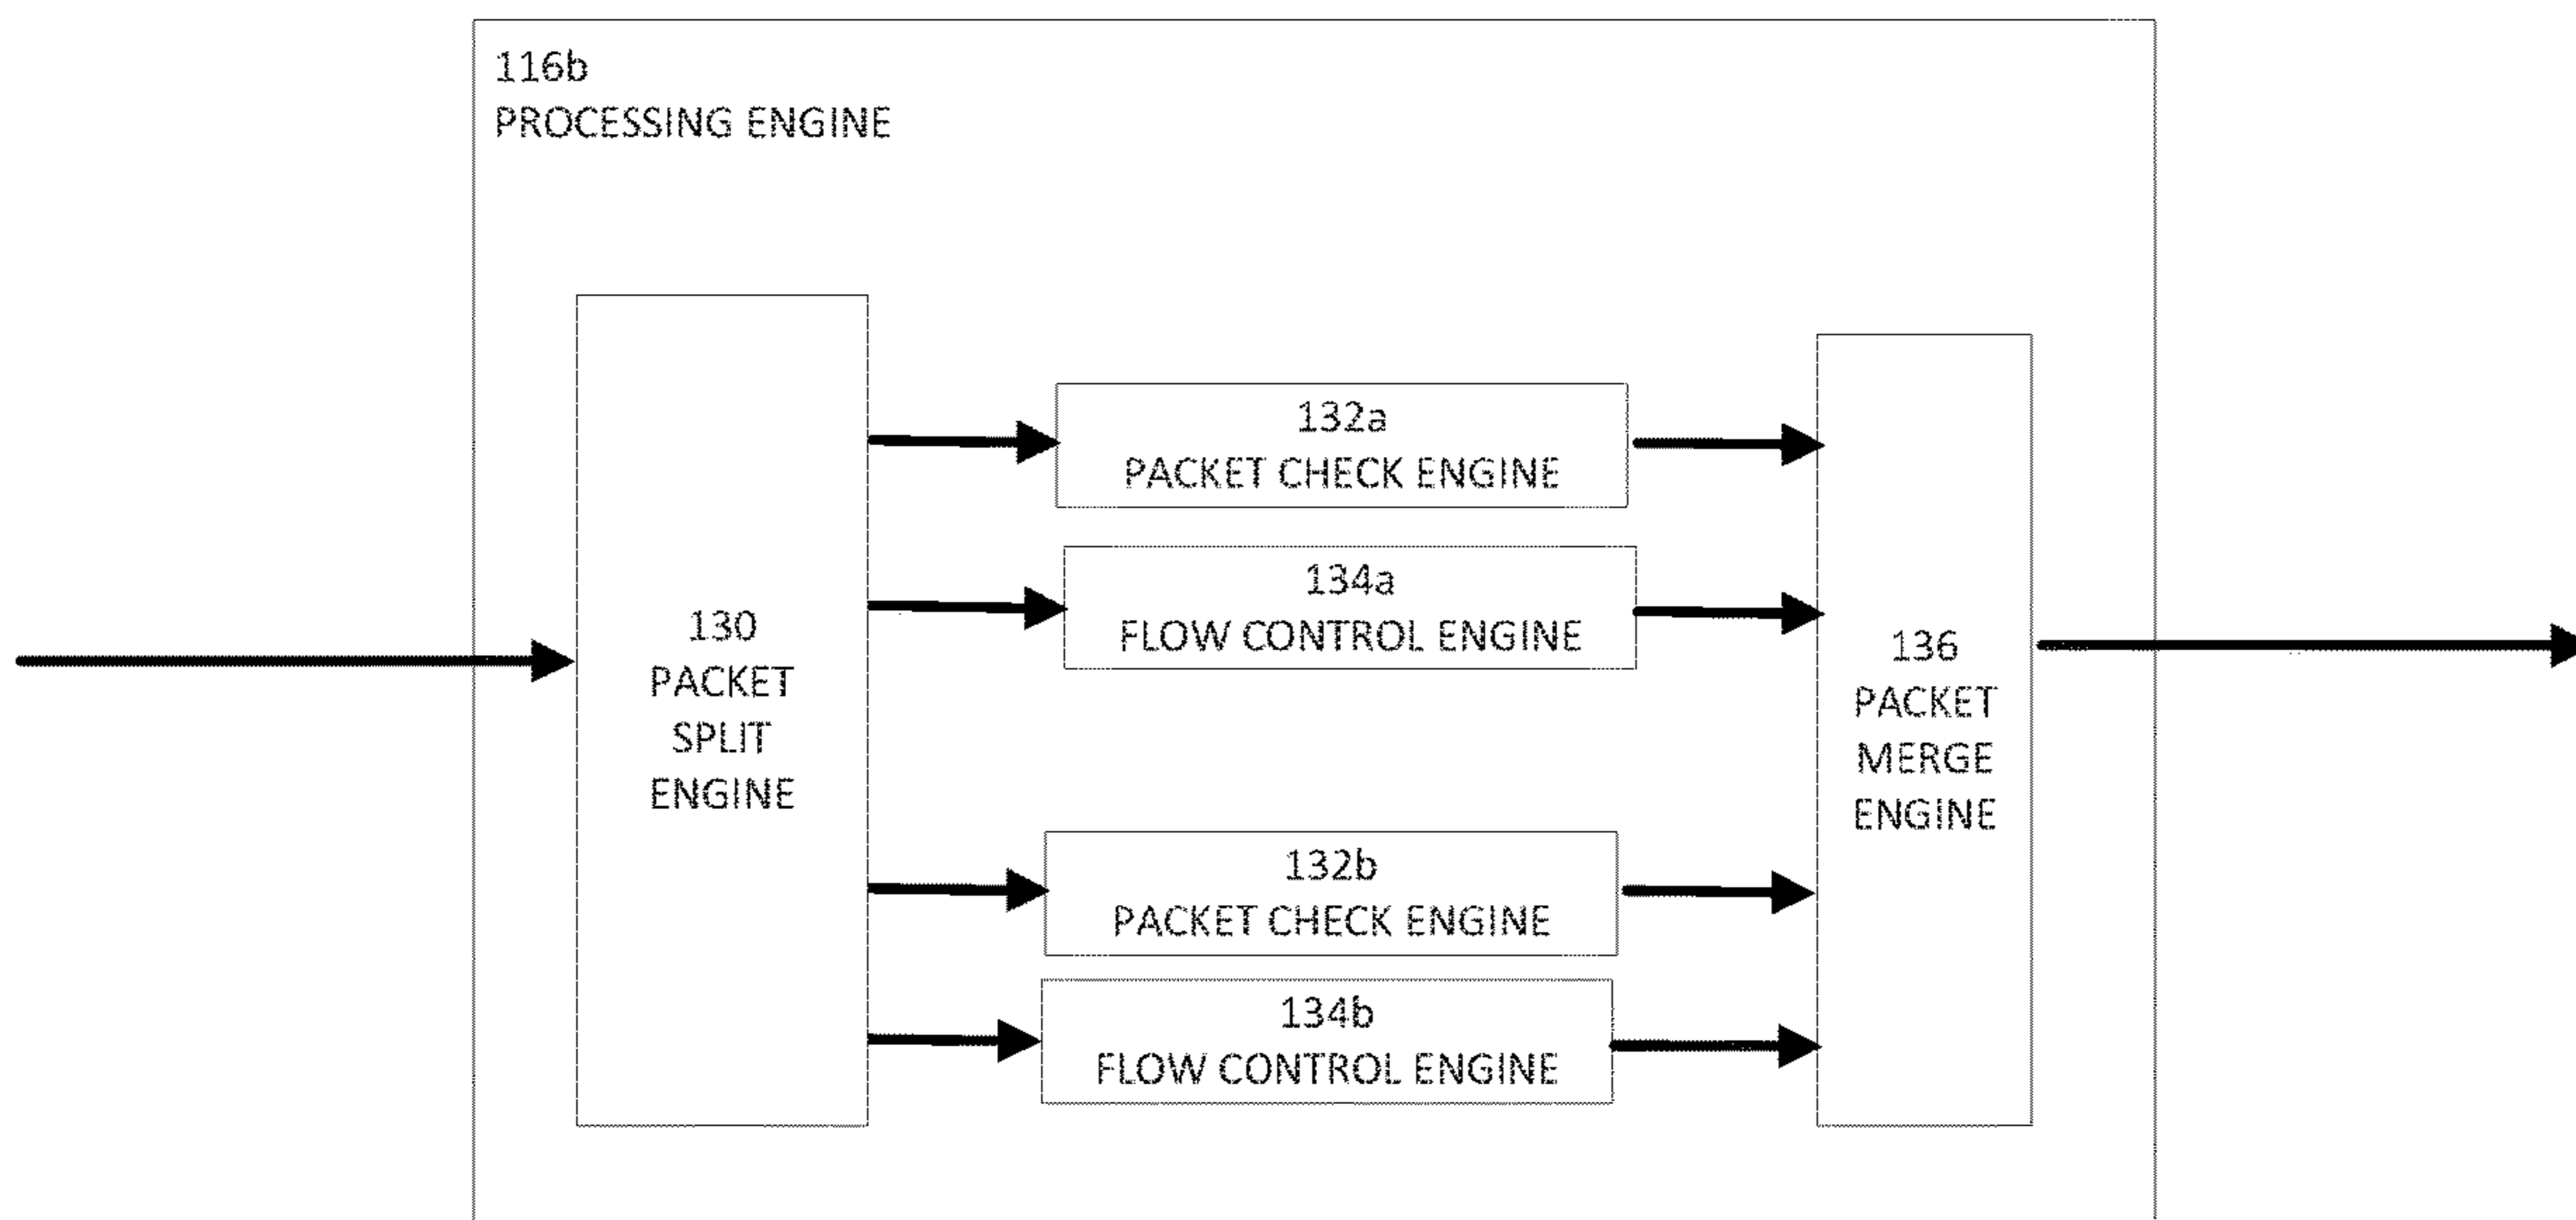 116b
PROCESSING ENGINE
130
PACKET
SPLIT
ENGINE
132a
PACKET CHECK ENGINE
134a
FLOW CONTROL ENGINE
132b
PACKET CHECK ENGINE
134b
FLOW CONTROL ENGINE
136
PACKET
MERGE
ENGINE